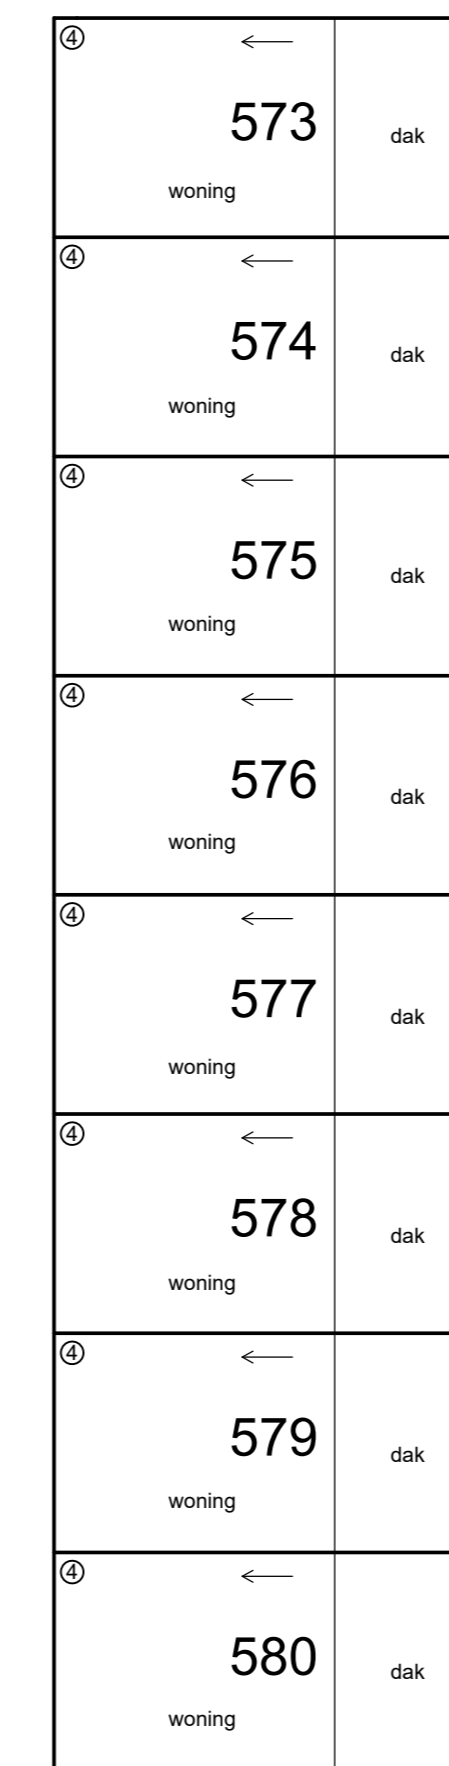 ④
573
dak
woning
④
574
dak
woning
④
575
dak
woning
④
576
dak
woning
④
577
dak
woning
④
578
dak
woning
④
579
dak
woning
④
580
dak
woning